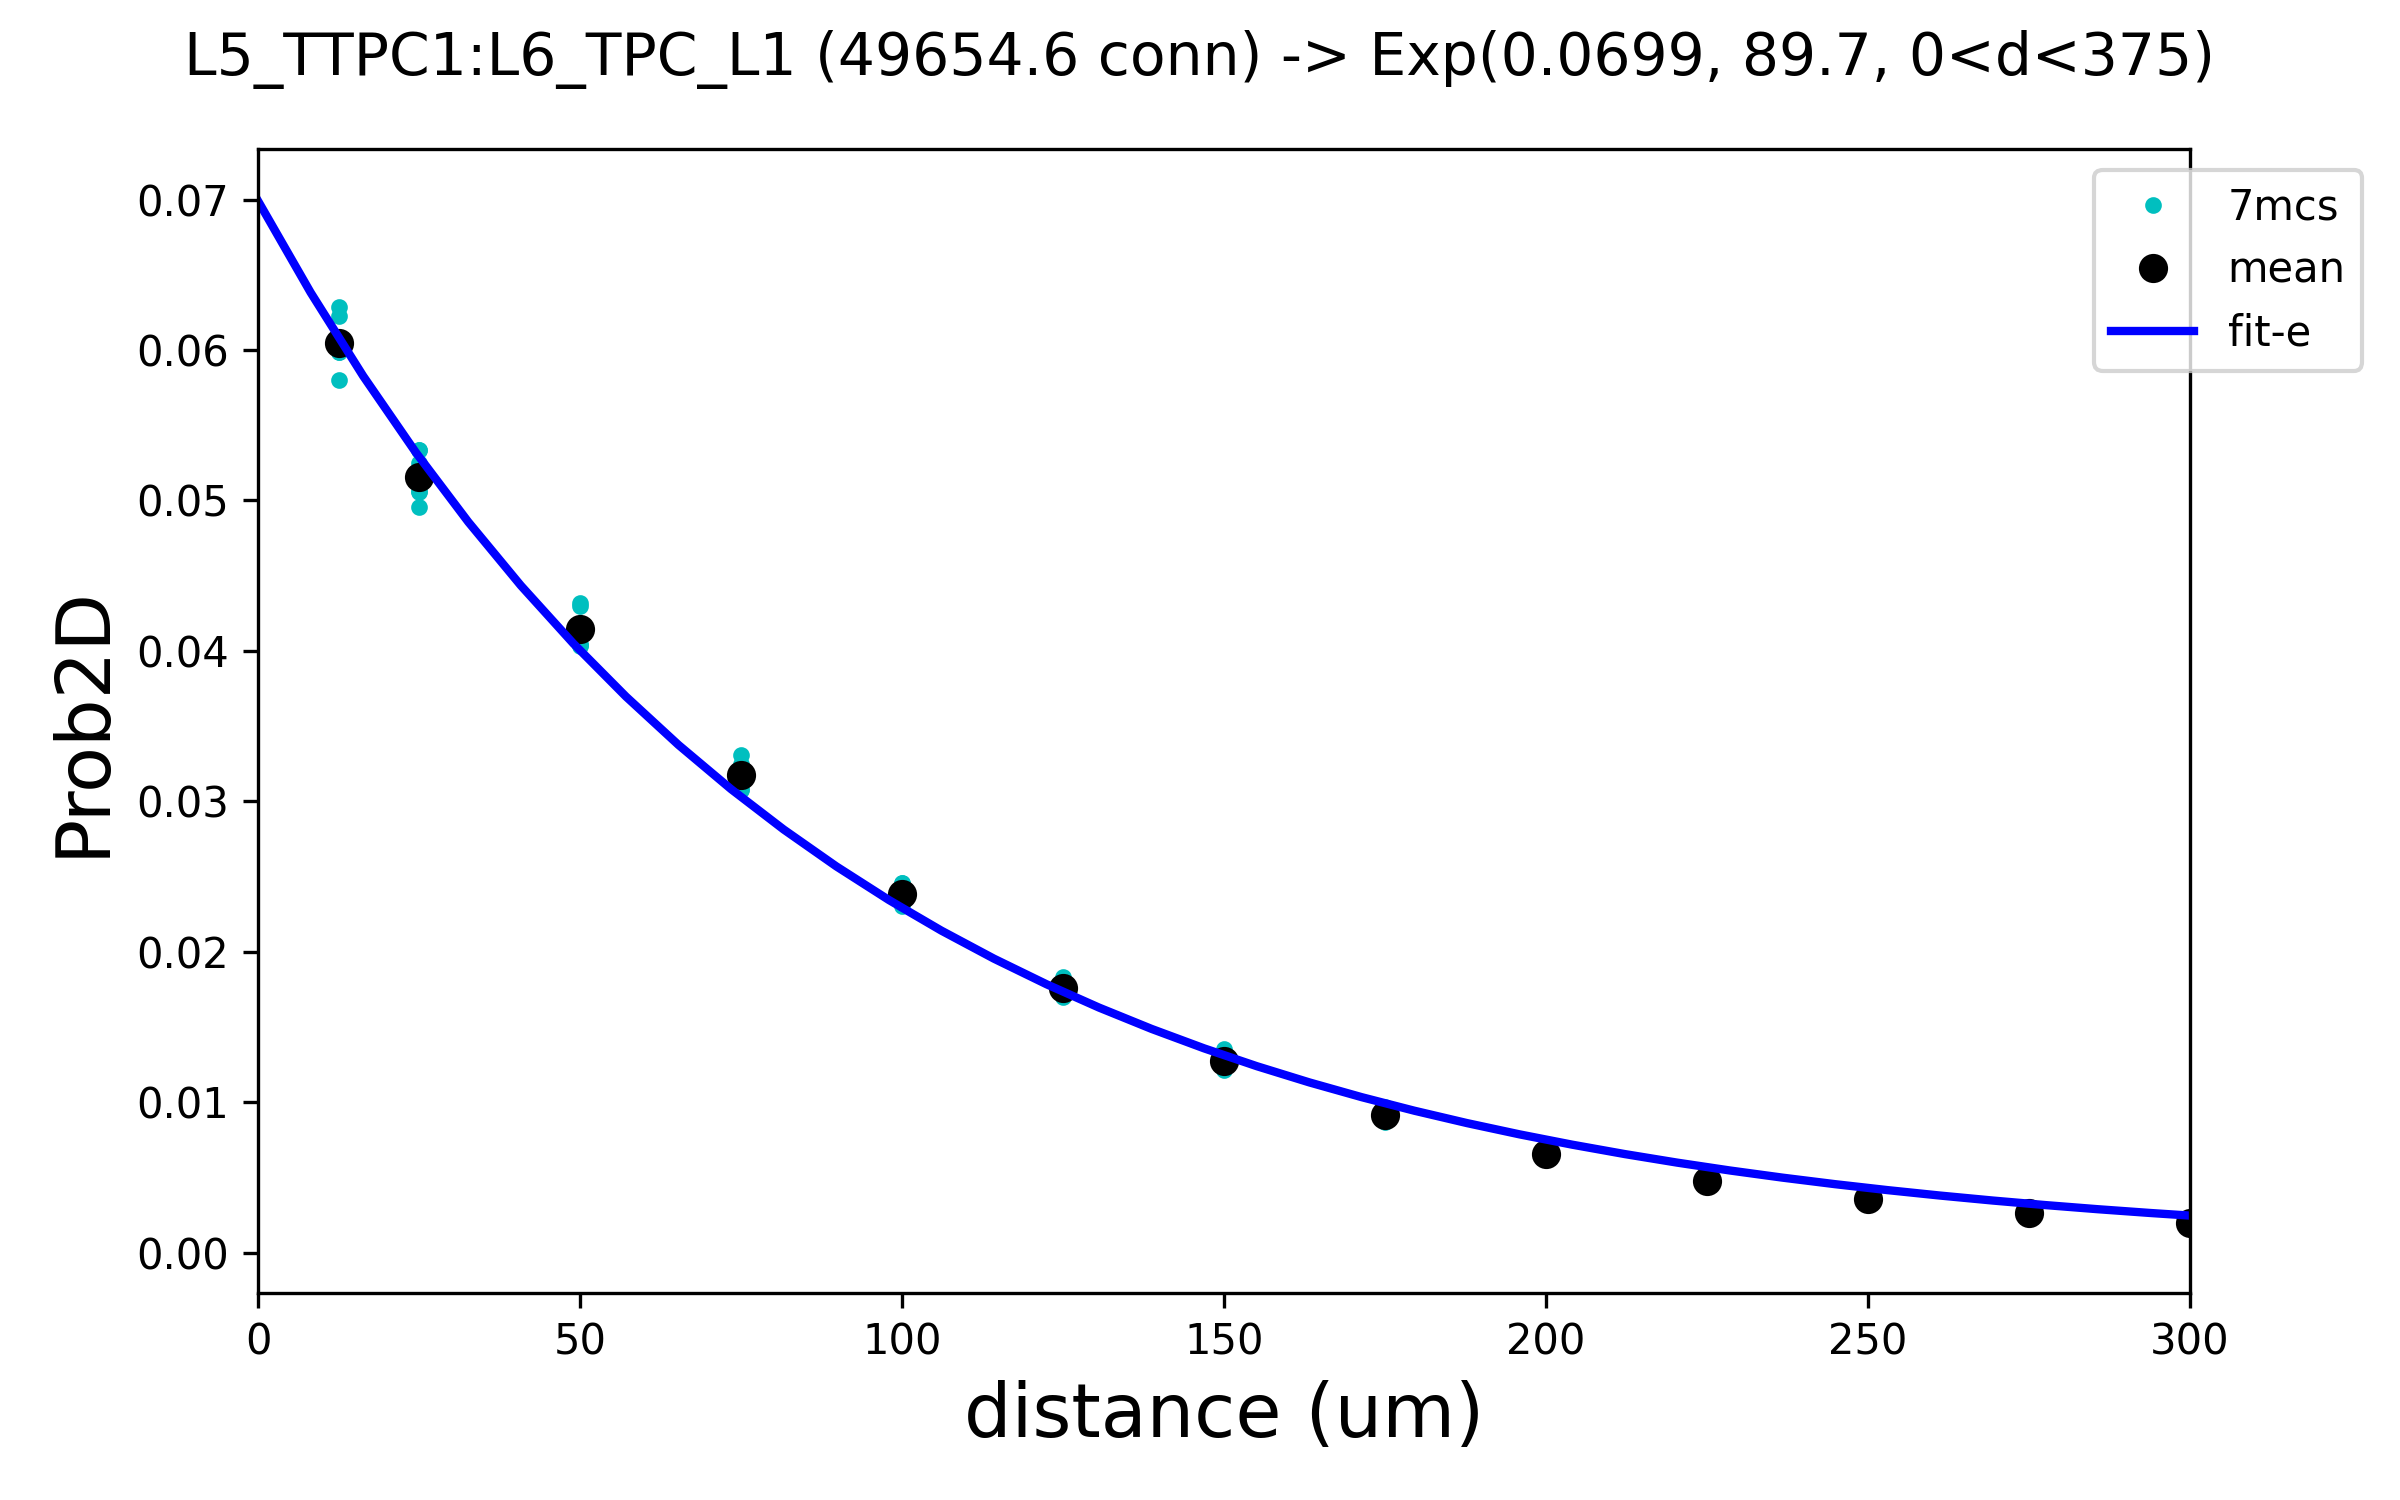 L5_TTPC1:L6_TPC_L1 (49654.6 conn) -> Exp(0.0699, 89.7, 0<d<375)
7mcs
mean
fit-e
Prob2D
0.07
0.06
0.05
0.04
0.03
0.02
0.01
0.00
0 50 100 150 200 250 300
distance (um)